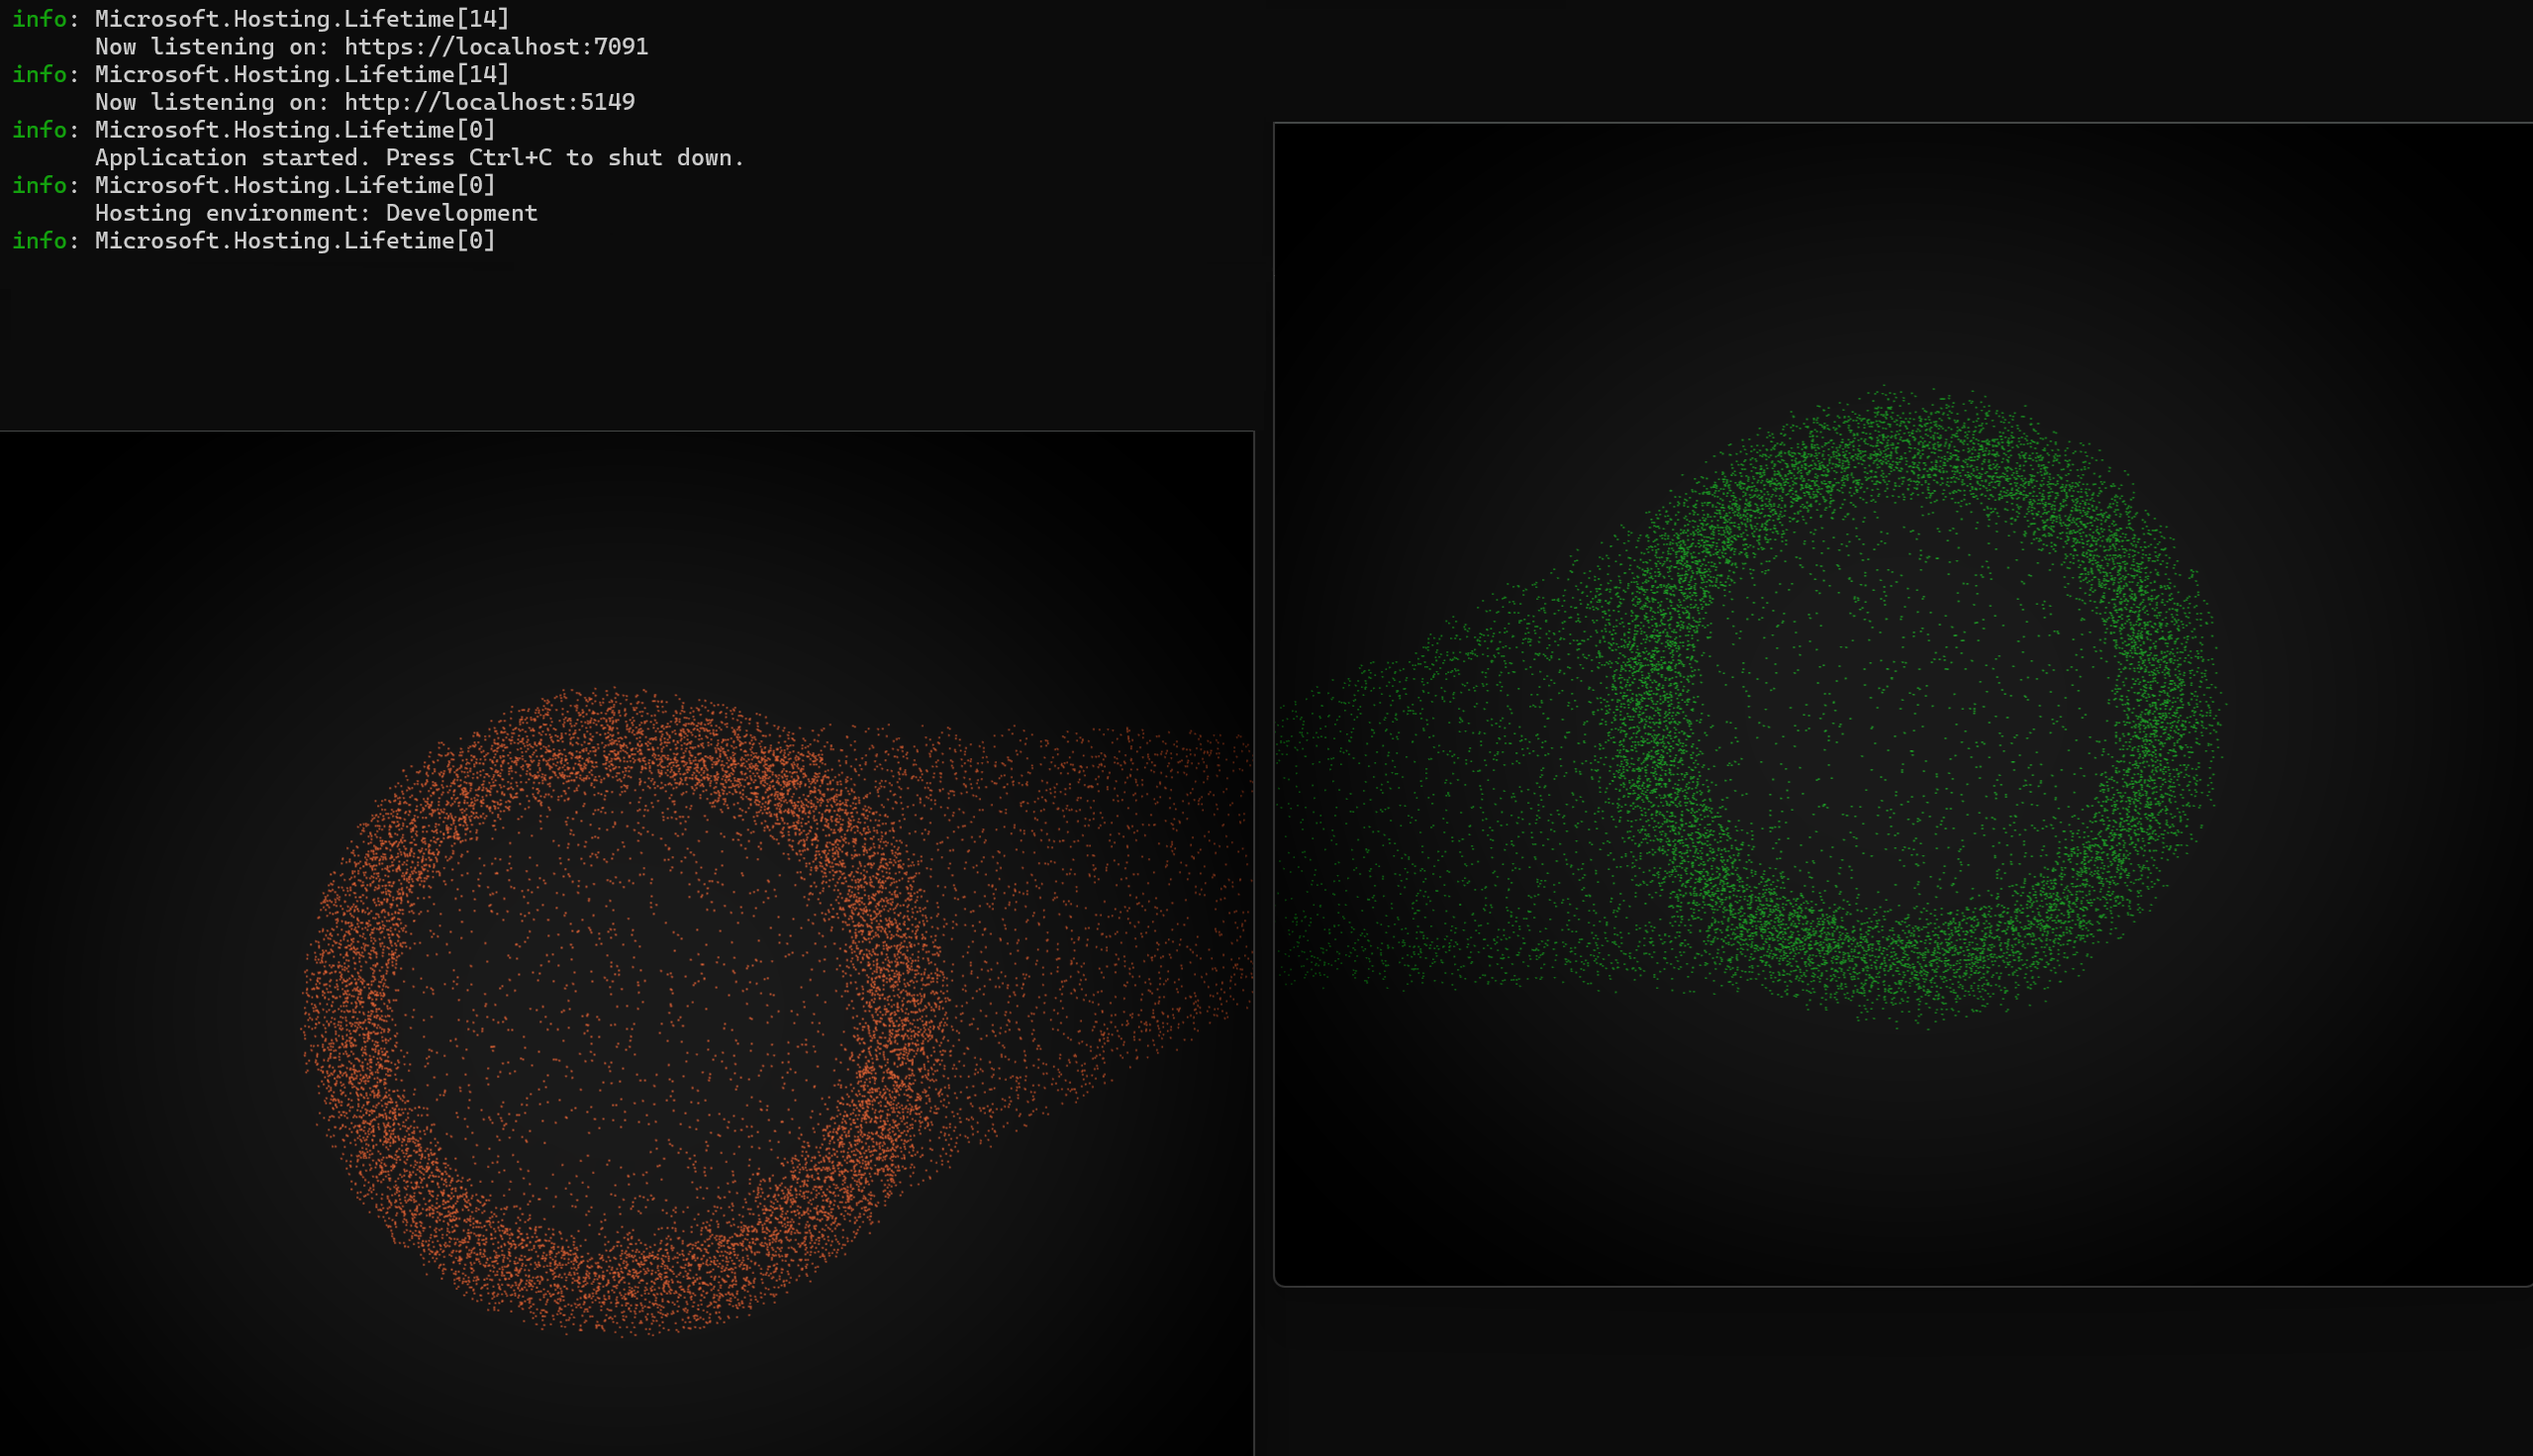 info: Microsoft.Hosting.Lifetime[14]
Now listening on: https://localhost:7091
info: Microsoft.Hosting.Lifetime[14]
Now listening on: http://localhost:5149
info: Microsoft.Hosting.Lifetime[0]
Application started. Press Ctrl+C to shut down.
info: Microsoft.Hosting.Lifetime[0]
Hosting environment: Development
info: Microsoft.Hosting.Lifetime[0]